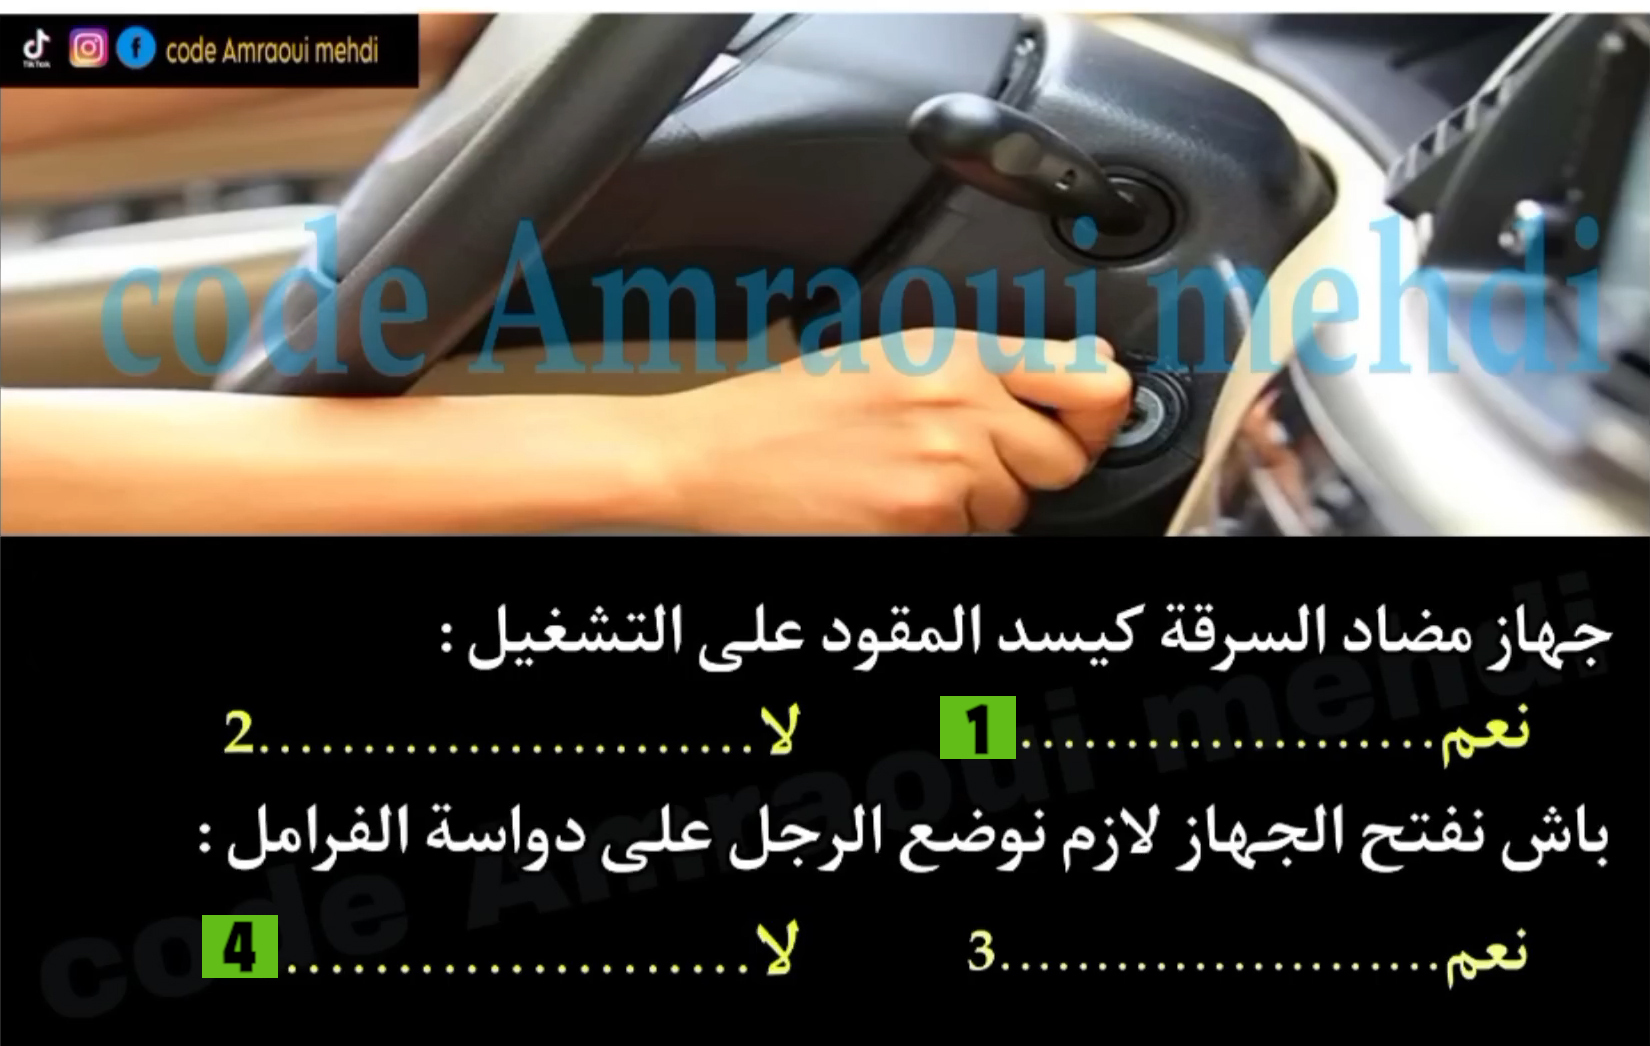 TikTok
code Amraoui mehdi
code Amraoui mehdi
جهاز مضاد السرقة كيسد المقود على التشغيل :
نعم......................1 لا.........................2
باش نفتح الجهاز لازم نوضع الرجل على دواسة الفرامل :
نعم.......................3 لا.......................4
code Amraoui mehdi